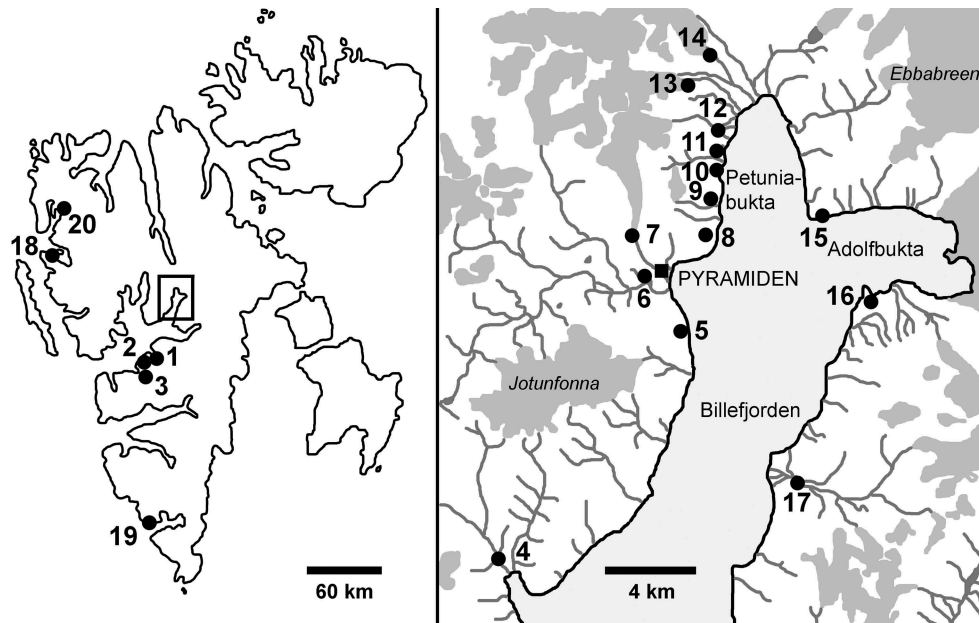 20
18
2
1
3
19
60 km
14
Ebbabreen
13
12
11
10
Petunia-
bukta
9
7
8
15
Adolfbukta
PYRAMIDEN
6
16
5
Jotunfonna
Billefjorden
17
4
4 km